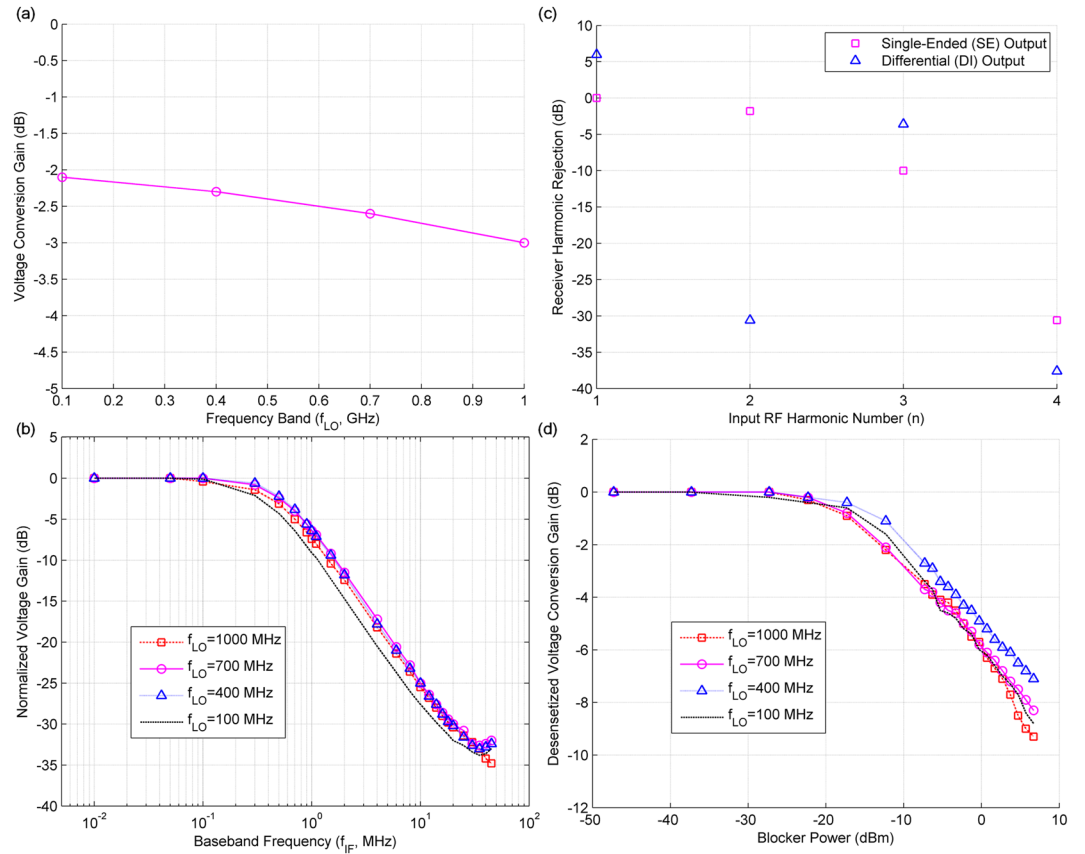 (a)
0
-0.5
-1
-1.5
-2
-2.5
-3
-3.5
-4
-4.5
-5
Voltage Conversion Gain (dB)
0.1 0.2 0.3 0.4 0.5 0.6 0.7 0.8 0.9 1
Frequency Band (fLO, GHz)
(c)
10
5
0
-5
-10
-15
-20
-25
-30
-35
-40
Receiver Harmonic Rejection (dB)
Single-Ended (SE) Output
Differential (DI) Output
1 2 3 4
Input RF Harmonic Number (n)
(b)
5
0
-5
-10
-15
-20
-25
-30
-35
-40
Normalized Voltage Gain (dB)
fLO=1000 MHz
fLO=700 MHz
fLO=400 MHz
fLO=100 MHz
10-2 10-1 100 101 102
Baseband Frequency (fIF, MHz)
(d)
2
0
-2
-4
-6
-8
-10
-12
Desensetized Voltage Conversion Gain (dB)
fLO=1000 MHz
fLO=700 MHz
fLO=400 MHz
fLO=100 MHz
-50 -40 -30 -20 -10 0 10
Blocker Power (dBm)